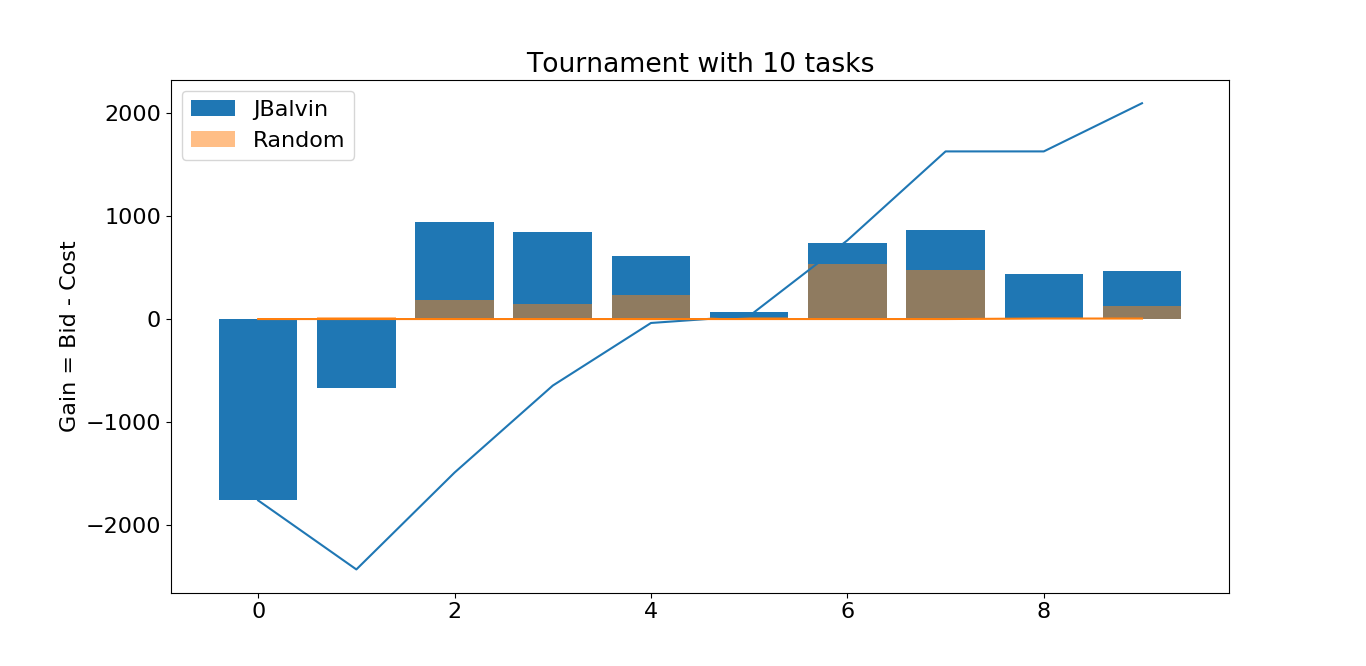 Tournament with 10 tasks
JBalvin
Random
Gain = Bid - Cost
2000
1000
0
−1000
−2000
0 2 4 6 8